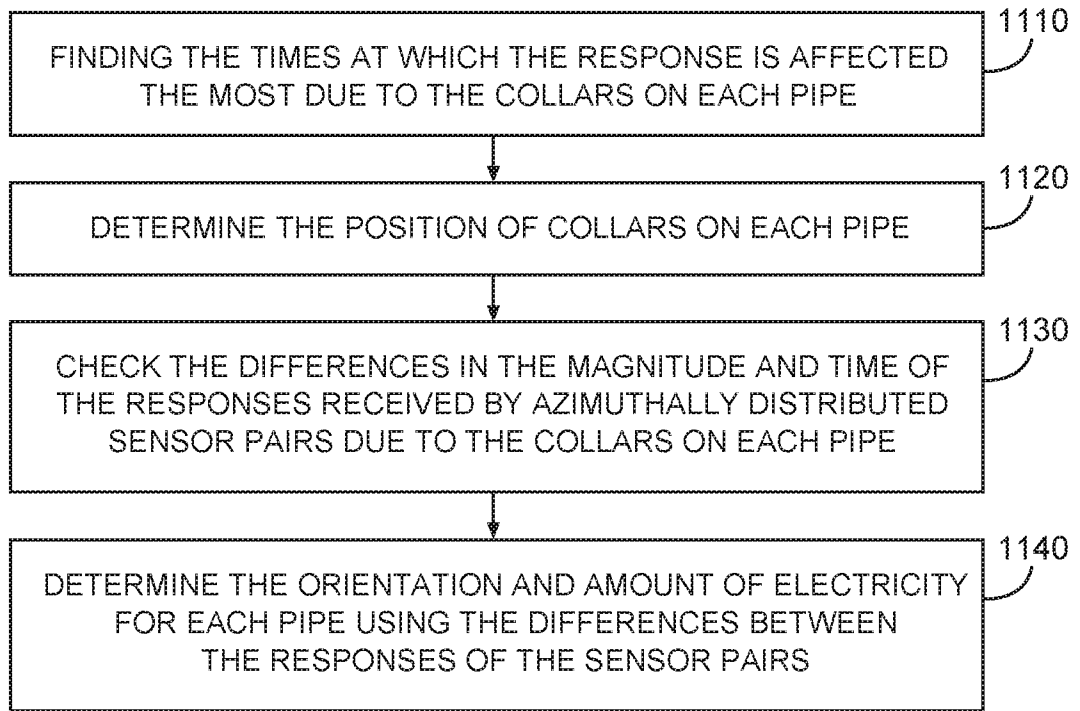 1110
FINDING THE TIMES AT WHICH THE RESPONSE IS AFFECTED
THE MOST DUE TO THE COLLARS ON EACH PIPE
1120
DETERMINE THE POSITION OF COLLARS ON EACH PIPE
1130
CHECK THE DIFFERENCES IN THE MAGNITUDE AND TIME OF
THE RESPONSES RECEIVED BY AZIMUTHALLY DISTRIBUTED
SENSOR PAIRS DUE TO THE COLLARS ON EACH PIPE
1140
DETERMINE THE ORIENTATION AND AMOUNT OF ELECTRICITY
FOR EACH PIPE USING THE DIFFERENCES BETWEEN
THE RESPONSES OF THE SENSOR PAIRS